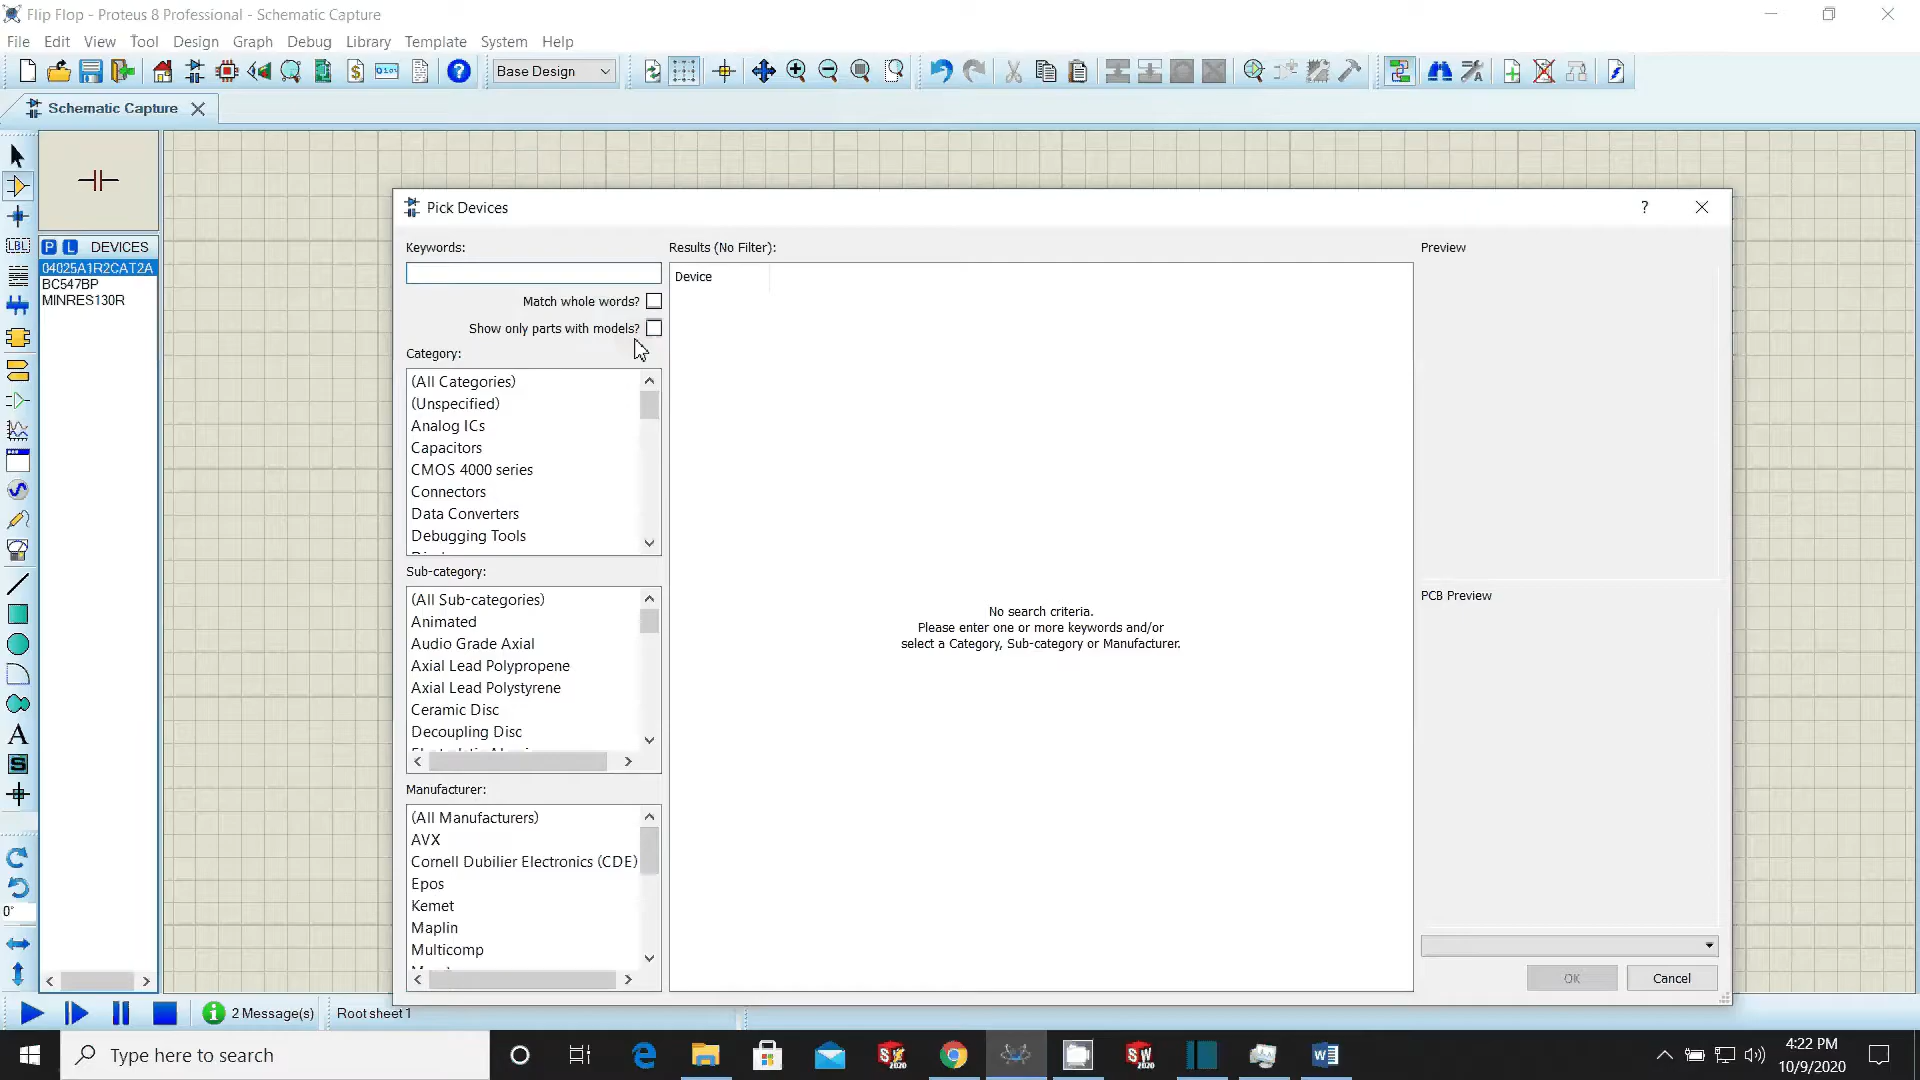 Flip Flop - Proteus 8 Professional - Schematic Capture
File Edit View Tool Design Graph Debug Library Template System Help
Base Design
Schematic Capture
P L DEVICES
04025A1R2CAT2A
BC547BP
MINRES130R
LBL
A
S
0°
Pick Devices
?
Keywords:
Match whole words?
Show only parts with models?
Category:
(All Categories)
(Unspecified)
Analog ICs
Capacitors
CMOS 4000 series
Connectors
Data Converters
Debugging Tools
Sub-category:
(All Sub-categories)
Animated
Audio Grade Axial
Axial Lead Polypropene
Axial Lead Polystyrene
Ceramic Disc
Decoupling Disc
Manufacturer:
(All Manufacturers)
AVX
Cornell Dubilier Electronics (CDE)
Epos
Kemet
Maplin
Multicomp
Results (No Filter):
Device
No search criteria.
Please enter one or more keywords and/or
select a Category, Sub-category or Manufacturer.
Preview
PCB Preview
OK Cancel
2 Message(s) Root sheet 1
Type here to search
4:22 PM
10/9/2020